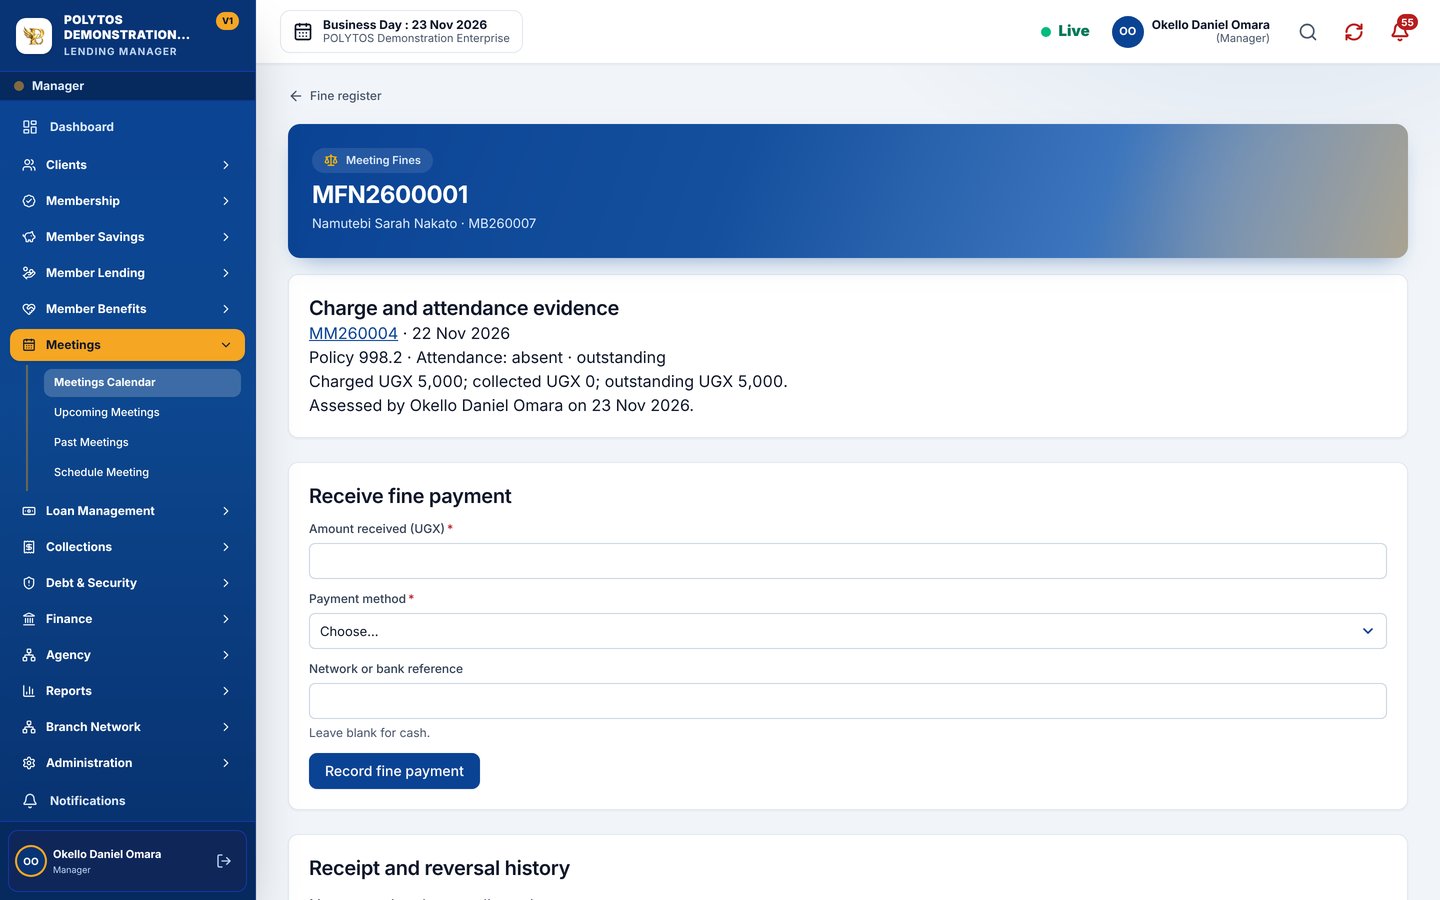 POLYTOS
DEMONSTRATION...
LENDING MANAGER
V1
Manager
Dashboard
Clients
Membership
Member Savings
Member Lending
Member Benefits
Meetings
Meetings Calendar
Upcoming Meetings
Past Meetings
Schedule Meeting
Loan Management
Collections
Debt & Security
Finance
Agency
Reports
Branch Network
Administration
Notifications
OO
Okello Daniel Omara
Manager
Business Day : 23 Nov 2026
POLYTOS Demonstration Enterprise
Live
OO
Okello Daniel Omara
(Manager)
55
Fine register
Meeting Fines
MFN2600001
Namutebi Sarah Nakato · MB260007
Charge and attendance evidence
MM260004 · 22 Nov 2026
Policy 998.2 · Attendance: absent · outstanding
Charged UGX 5,000; collected UGX 0; outstanding UGX 5,000.
Assessed by Okello Daniel Omara on 23 Nov 2026.
Receive fine payment
Amount received (UGX) *
Payment method *
Choose...
Network or bank reference
Leave blank for cash.
Record fine payment
Receipt and reversal history